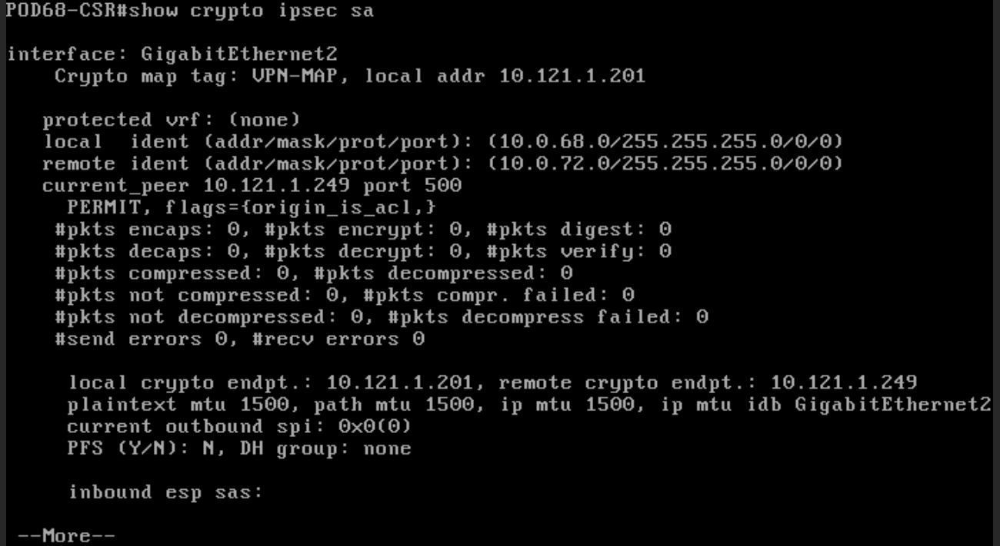 POD68-CSR#show crypto ipsec sa
interface: GigabitEthernet2
Crypto map tag: VPN-MAP, local addr 10.121.1.201
protected vrf: (none)
local  ident (addr/mask/prot/port): (10.0.68.0/255.255.255.0/0/0)
remote ident (addr/mask/prot/port): (10.0.72.0/255.255.255.0/0/0)
current_peer 10.121.1.249 port 500
PERMIT, flags={origin_is_acl,}
#pkts encaps: 0, #pkts encrypt: 0, #pkts digest: 0
#pkts decaps: 0, #pkts decrypt: 0, #pkts verify: 0
#pkts compressed: 0, #pkts decompressed: 0
#pkts not compressed: 0, #pkts compr. failed: 0
#pkts not decompressed: 0, #pkts decompress failed: 0
#send errors 0, #recv errors 0
local crypto endpt.: 10.121.1.201, remote crypto endpt.: 10.121.1.249
plaintext mtu 1500, path mtu 1500, ip mtu 1500, ip mtu idb GigabitEthernet2
current outbound spi: 0x0(0)
PFS (Y/N): N, DH group: none
inbound esp sas:
--More--